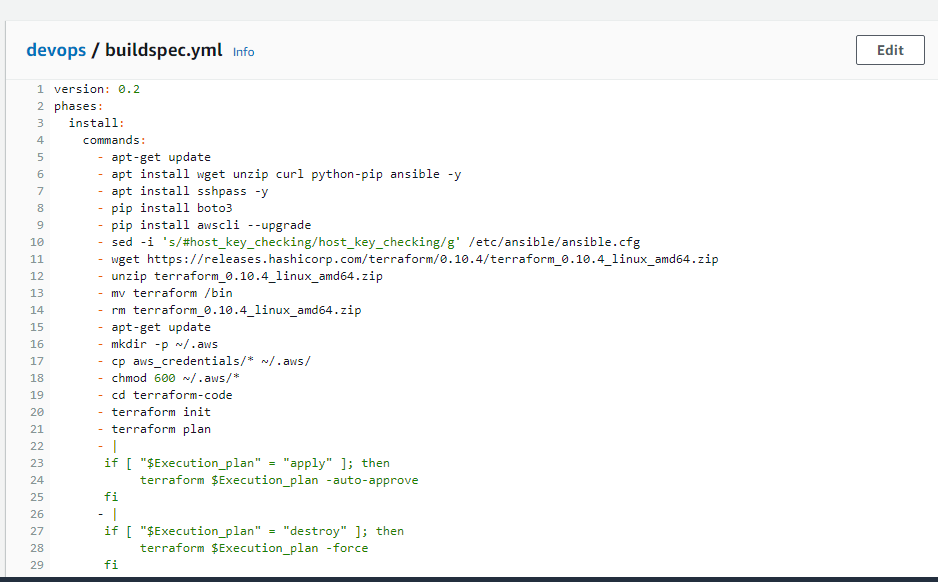 devops / buildspec.yml Info
Edit
1 version: 0.2
2 phases:
3   install:
4     commands:
5       - apt-get update
6       - apt install wget unzip curl python-pip ansible -y
7       - apt install sshpass -y
8       - pip install boto3
9       - pip install awscli --upgrade
10       - sed -i 's/#host_key_checking/host_key_checking/g' /etc/ansible/ansible.cfg
11       - wget https://releases.hashicorp.com/terraform/0.10.4/terraform_0.10.4_linux_amd64.zip
12       - unzip terraform_0.10.4_linux_amd64.zip
13       - mv terraform /bin
14       - rm terraform_0.10.4_linux_amd64.zip
15       - apt-get update
16       - mkdir -p ~/.aws
17       - cp aws_credentials/* ~/.aws/
18       - chmod 600 ~/.aws/*
19       - cd terraform-code
20       - terraform init
21       - terraform plan
22       - |
23        if [ "$Execution_plan" = "apply" ]; then
24             terraform $Execution_plan -auto-approve
25        fi
26       - |
27        if [ "$Execution_plan" = "destroy" ]; then
28             terraform $Execution_plan -force
29        fi